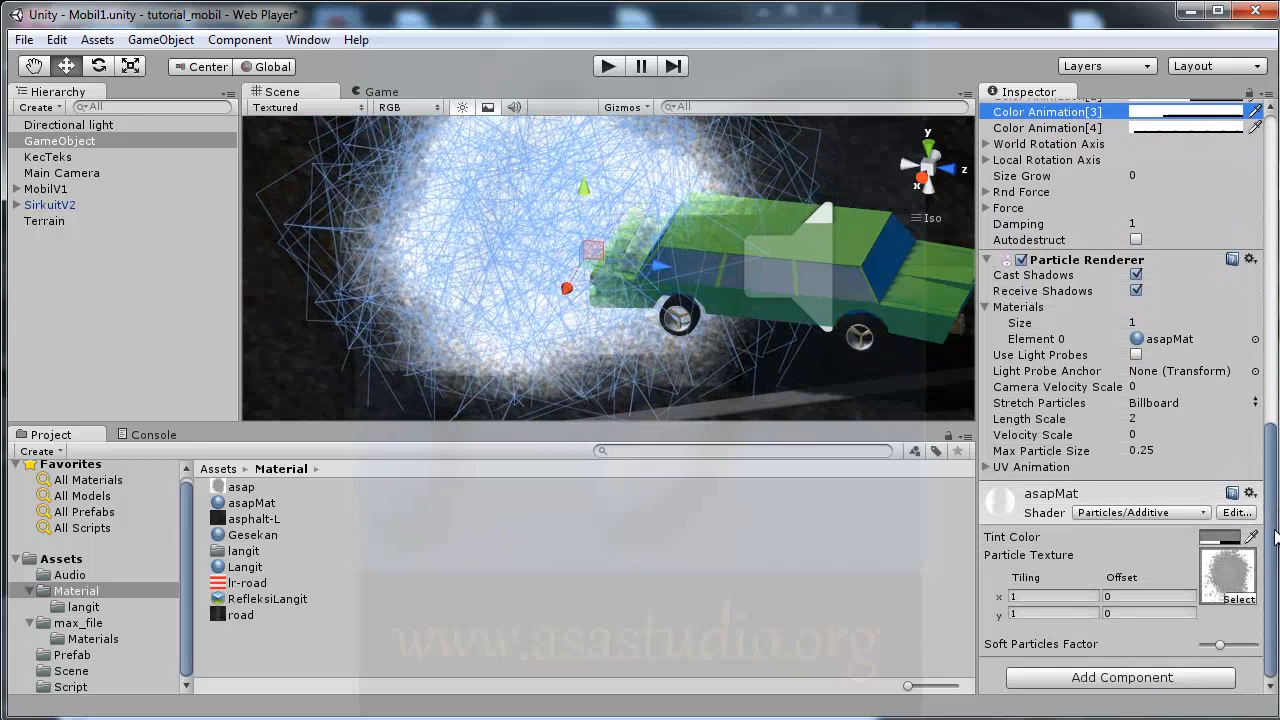 Unity - Mobil1.unity - tutorial_mobil - Web Player*
File Edit Assets GameObject Component Window Help
Center Global
Layers Layout
Hierarchy
Create All
Directional light
GameObject
KecTeks
Main Camera
MobilV1
SirkuitV2
Terrain
Scene Game
Textured RGB Gizmos All
y
z
x
Iso
Inspector
Color Animation[3]
Color Animation[4]
World Rotation Axis
Local Rotation Axis
Size Grow 0
Rnd Force
Force
Damping 1
Autodestruct
Particle Renderer
Cast Shadows
Receive Shadows
Materials
Size 1
Element 0 asapMat
Use Light Probes
Light Probe Anchor None (Transform)
Camera Velocity Scale 0
Stretch Particles Billboard
Length Scale 2
Velocity Scale 0
Max Particle Size 0.25
UV Animation
asapMat
Shader Particles/Additive Edit...
Tint Color
Particle Texture
Tiling Offset
x 1 0
y 1 0
Select
Soft Particles Factor
Add Component
Project Console
Create
Favorites
All Materials
All Models
All Prefabs
All Scripts
Assets
Audio
Material
langit
max_file
Materials
Prefab
Scene
Script
Assets Material
asap
asapMat
asphalt-L
Gesekan
langit
Langit
lr-road
RefleksiLangit
road
www.asastudio.org